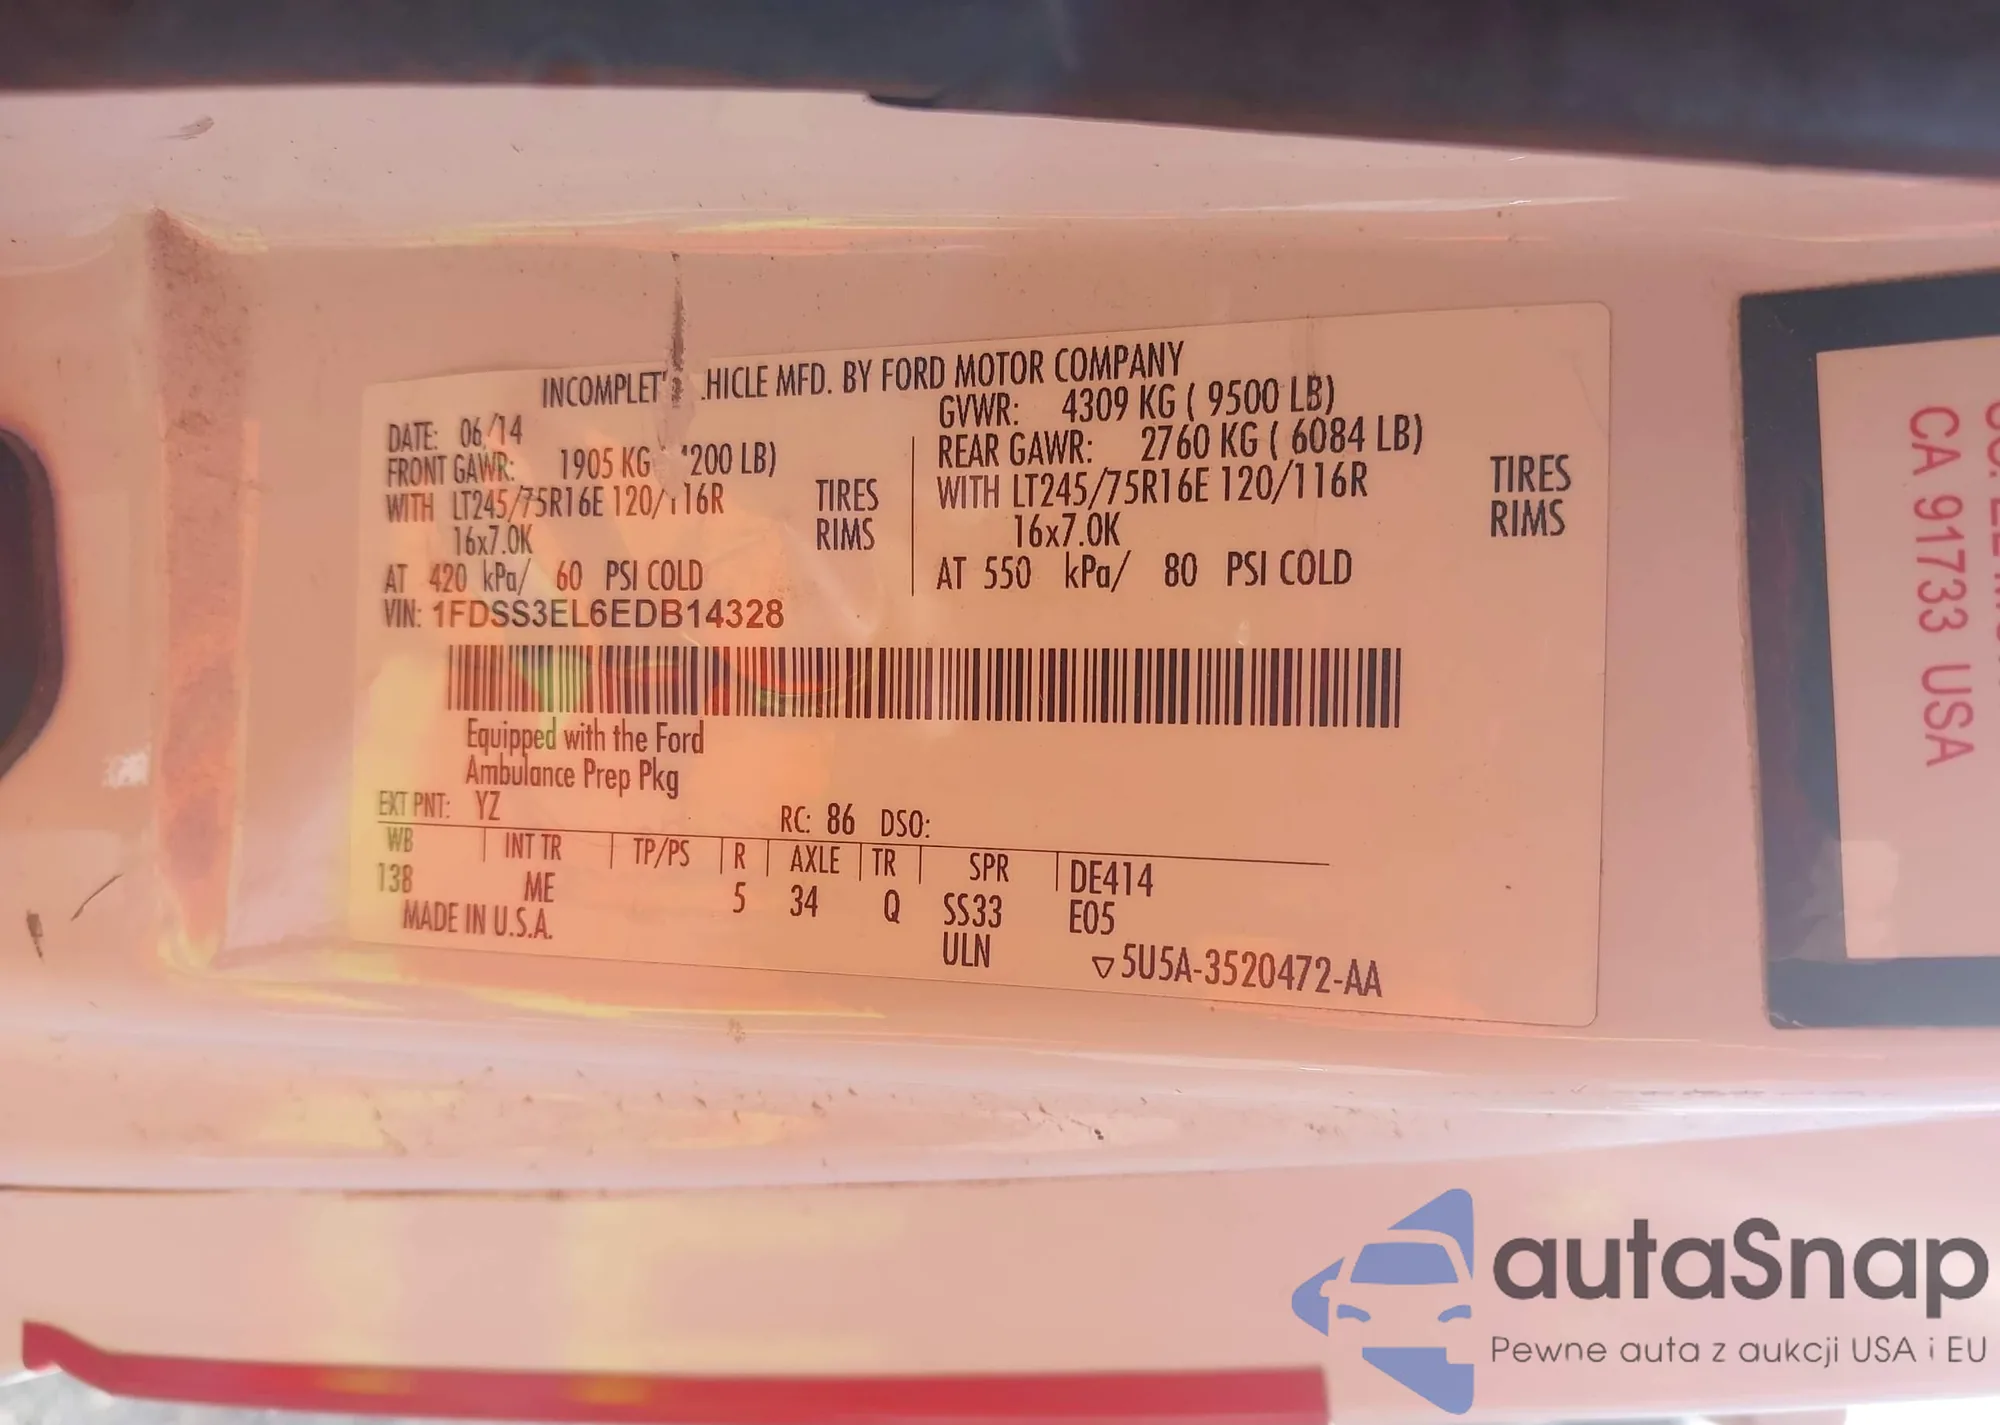 INCOMPLET HICLE MFD. BY FORD MOTOR COMPANY
DATE: 06/14
GVWR: 4309 KG ( 9500 LB)
FRONT GAWR: 1905 KG 200 LB)
REAR GAWR: 2760 KG ( 6084 LB)
WITH LT245/75R16E 120/116R TIRES
WITH LT245/75R16E 120/116R TIRES
16x7.0K RIMS
16x7.0K RIMS
AT 420 kPa/ 60 PSI COLD
AT 550 kPa/ 80 PSI COLD
VIN: 1FDSS3EL6EDB14328
Equipped with the Ford
Ambulance Prep Pkg
EXT PNT: YZ RC: 86 DSO:
WB INT TR TP/PS R AXLE TR SPR DE414
138 ME 5 34 Q SS33 E05
MADE IN U.S.A. ULN ▽5U5A-3520472-AA
CA 91733 USA
autaSnap
Pewne auta z aukcji USA i EU